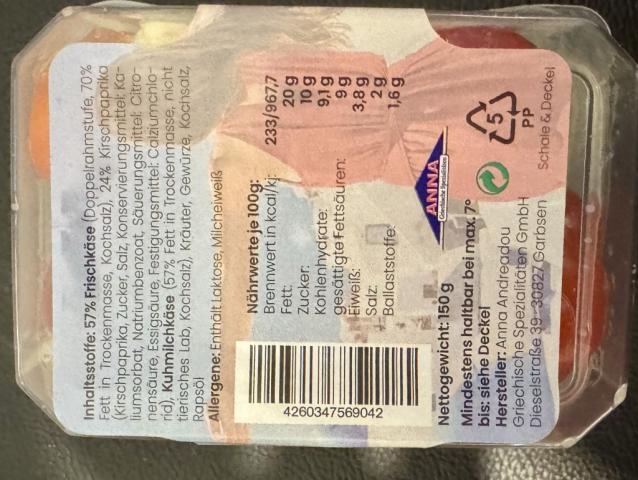 Inhaltsstoffe: 57% Frischkäse (Doppelrahmstufe, 70%
Fett in Trockenmasse, Kochsalz), 24% Kirschpaprika
(Kirschpaprika, Zucker, Salz, Konservierungsmittel: Ka-
liumsorbat, Natriumbenzoat, Säuerungsmittel: Citro-
nensäure, Essigsäure, Festigungsmittel: Calziumchlo-
rid), Kuhmilchkäse (57% Fett in Trockenmasse, nicht
tierisches Lab, Kochsalz), Kräuter, Gewürze, Kochsalz,
Rapsöl
Allergene: Enthält Laktose, Milcheiweiß
Nährwerte je 100g:
Brennwert in kcal/kj: 233/967,7
Fett: 20 g
Zucker: 10 g
Kohlenhydrate: 9,1 g
gesättigte Fettsäuren: 9 g
Eiweiß: 3,8 g
Salz: 2 g
Ballaststoffe: 1,6 g
4260347569042
ANNA
Griechische Spezialitäten
Nettogewicht: 150 g
Mindestens haltbar bei max. 7°
bis: siehe Deckel
Hersteller: Anna Andreadou
Griechische Spezialitäten GmbH
Dieselstraße 39 · 30827 Garbsen
5
PP
Schale & Deckel